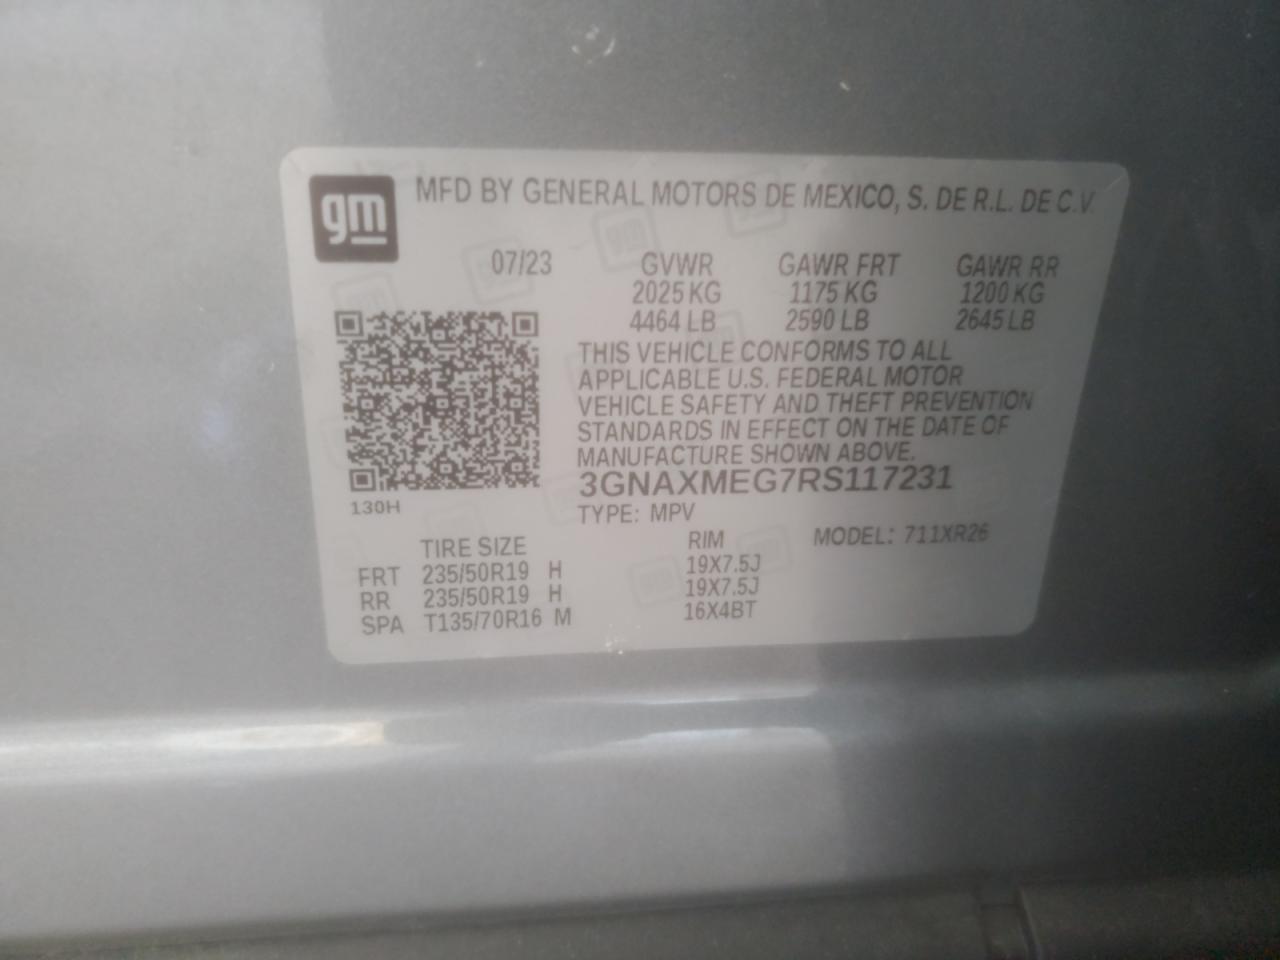 gm MFD BY GENERAL MOTORS DE MEXICO, S. DE R.L. DE C.V.
07/23 GVWR GAWR FRT GAWR RR
2025 KG 1175 KG 1200 KG
4464 LB 2590 LB 2645 LB
THIS VEHICLE CONFORMS TO ALL
APPLICABLE U.S. FEDERAL MOTOR
VEHICLE SAFETY AND THEFT PREVENTION
STANDARDS IN EFFECT ON THE DATE OF
MANUFACTURE SHOWN ABOVE.
3GNAXMEG7RS117231
130H
TYPE: MPV
TIRE SIZE RIM MODEL: 711XR26
FRT 235/50R19 H 19X7.5J
RR 235/50R19 H 19X7.5J
SPA T135/70R16 M 16X4BT